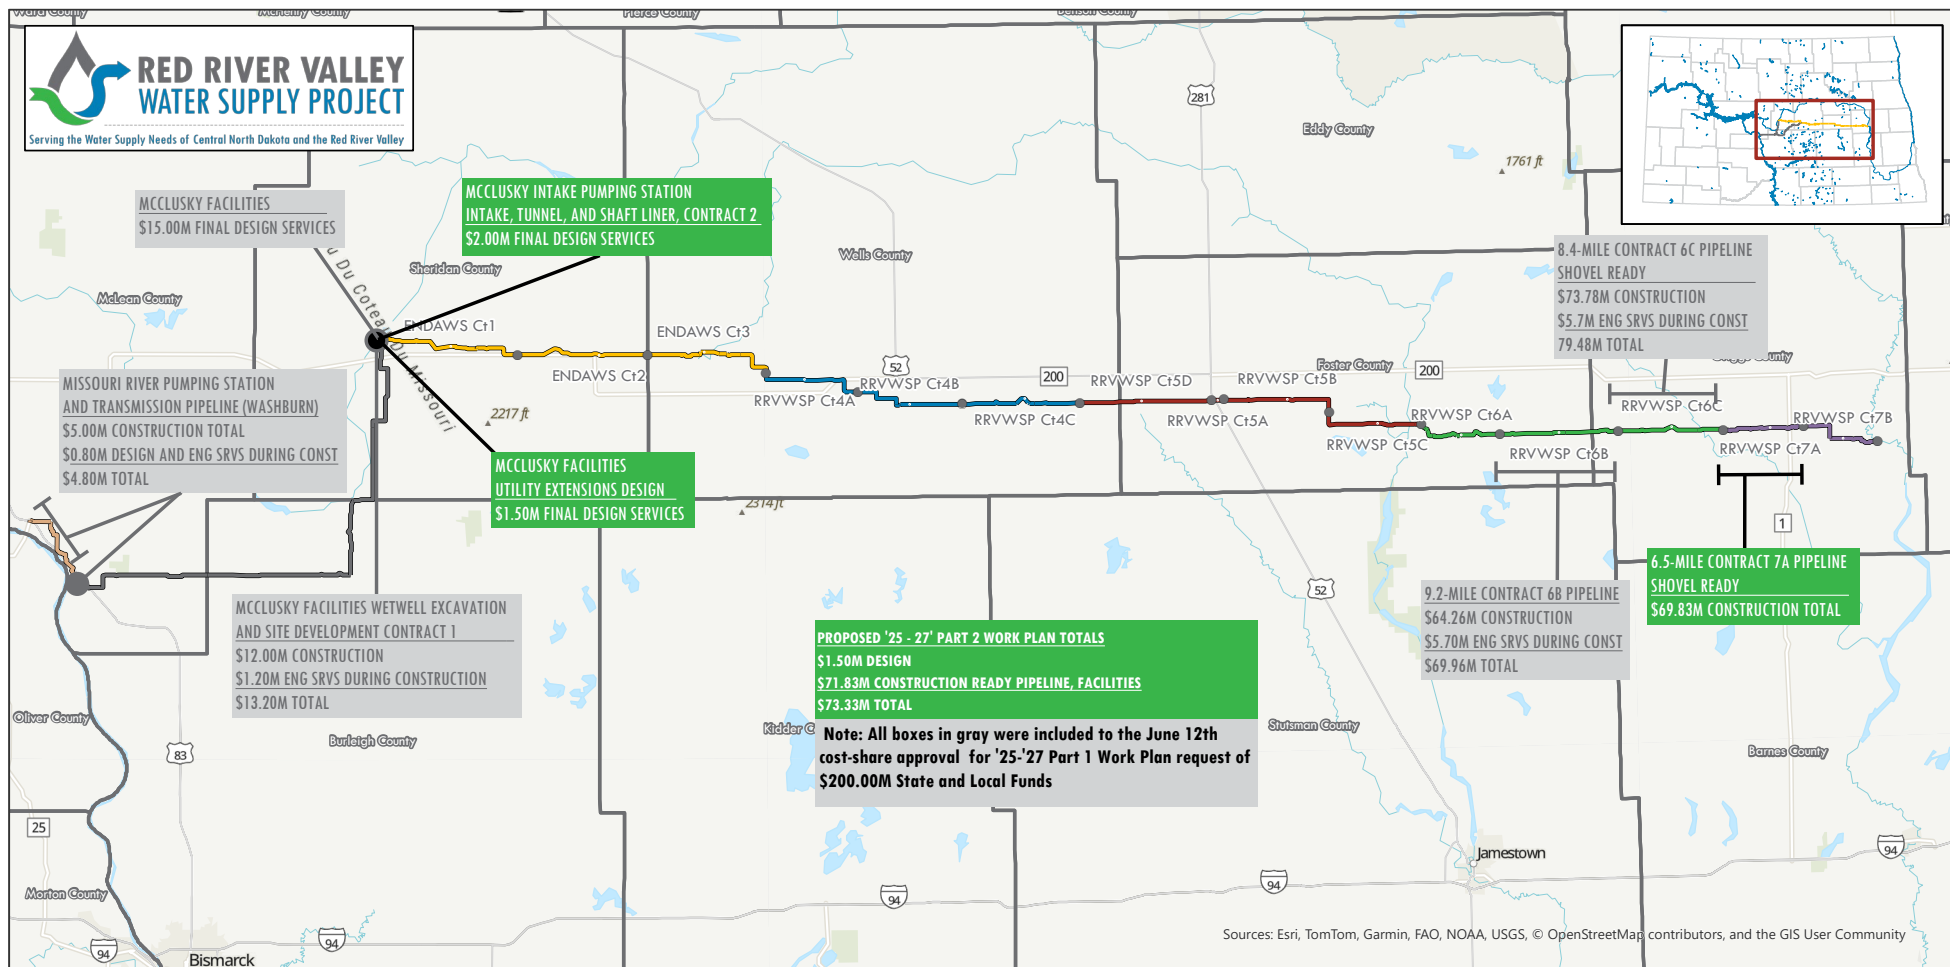 Ward County
McHenry County
Pierce County
Benson County
RED RIVER VALLEY
WATER SUPPLY PROJECT
Serving the Water Supply Needs of Central North Dakota and the Red River Valley
281
Eddy County
1761 ft
MCCLUSKY FACILITIES
$15.00M FINAL DESIGN SERVICES
MCCLUSKY INTAKE PUMPING STATION
INTAKE, TUNNEL, AND SHAFT LINER, CONTRACT 2
$2.00M FINAL DESIGN SERVICES
Wells County
Sheridan County
McLean County
Du Coteau Du Missouri
8.4-MILE CONTRACT 6C PIPELINE
SHOVEL READY
$73.78M CONSTRUCTION
$5.7M ENG SRVS DURING CONST
79.48M TOTAL
County
ENDAWS Ct1
ENDAWS Ct3
ENDAWS Ct2
52
Foster County
200
200
RRVWSP Ct4A
RRVWSP Ct4B
RRVWSP Ct4C
RRVWSP Ct5D
RRVWSP Ct5A
RRVWSP Ct5B
RRVWSP Ct5C
RRVWSP Ct6A
RRVWSP Ct6B
RRVWSP Ct6C
RRVWSP Ct7A
RRVWSP Ct7B
MISSOURI RIVER PUMPING STATION
AND TRANSMISSION PIPELINE (WASHBURN)
$5.00M CONSTRUCTION TOTAL
$0.80M DESIGN AND ENG SRVS DURING CONST
$4.80M TOTAL
2217 ft
MCCLUSKY FACILITIES
UTILITY EXTENSIONS DESIGN
$1.50M FINAL DESIGN SERVICES
2314 ft
1
6.5-MILE CONTRACT 7A PIPELINE
SHOVEL READY
$69.83M CONSTRUCTION TOTAL
52
9.2-MILE CONTRACT 6B PIPELINE
$64.26M CONSTRUCTION
$5.70M ENG SRVS DURING CONST
$69.96M TOTAL
MCCLUSKY FACILITIES WETWELL EXCAVATION
AND SITE DEVELOPMENT CONTRACT 1
$12.00M CONSTRUCTION
$1.20M ENG SRVS DURING CONSTRUCTION
$13.20M TOTAL
PROPOSED '25 - 27' PART 2 WORK PLAN TOTALS
$1.50M DESIGN
$71.83M CONSTRUCTION READY PIPELINE, FACILITIES
$73.33M TOTAL
Note: All boxes in gray were included to the June 12th
cost-share approval for '25-'27 Part 1 Work Plan request of
$200.00M State and Local Funds
Oliver County
83
Burleigh County
Kidder C
Stutsman County
Barnes County
25
Morton County
Jamestown
94
94
94
94
94
Bismarck
Sources: Esri, TomTom, Garmin, FAO, NOAA, USGS, © OpenStreetMap contributors, and the GIS User Community